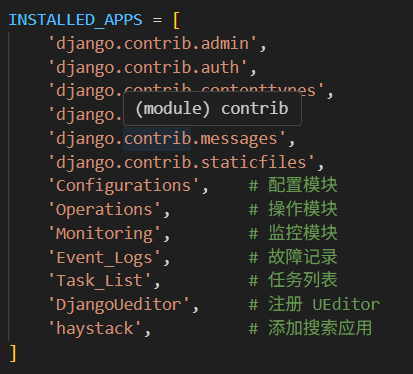 INSTALLED_APPS = [
'django.contrib.admin',
'django.contrib.auth',
'django.contrib.contenttypes',
'django.
(module) contrib
'django.contrib.messages',
'django.contrib.staticfiles',
'Configurations', # 配置模块
'Operations', # 操作模块
'Monitoring', # 监控模块
'Event_Logs', # 故障记录
'Task_List', # 任务列表
'DjangoUeditor', # 注册 UEditor
'haystack', # 添加搜索应用
]